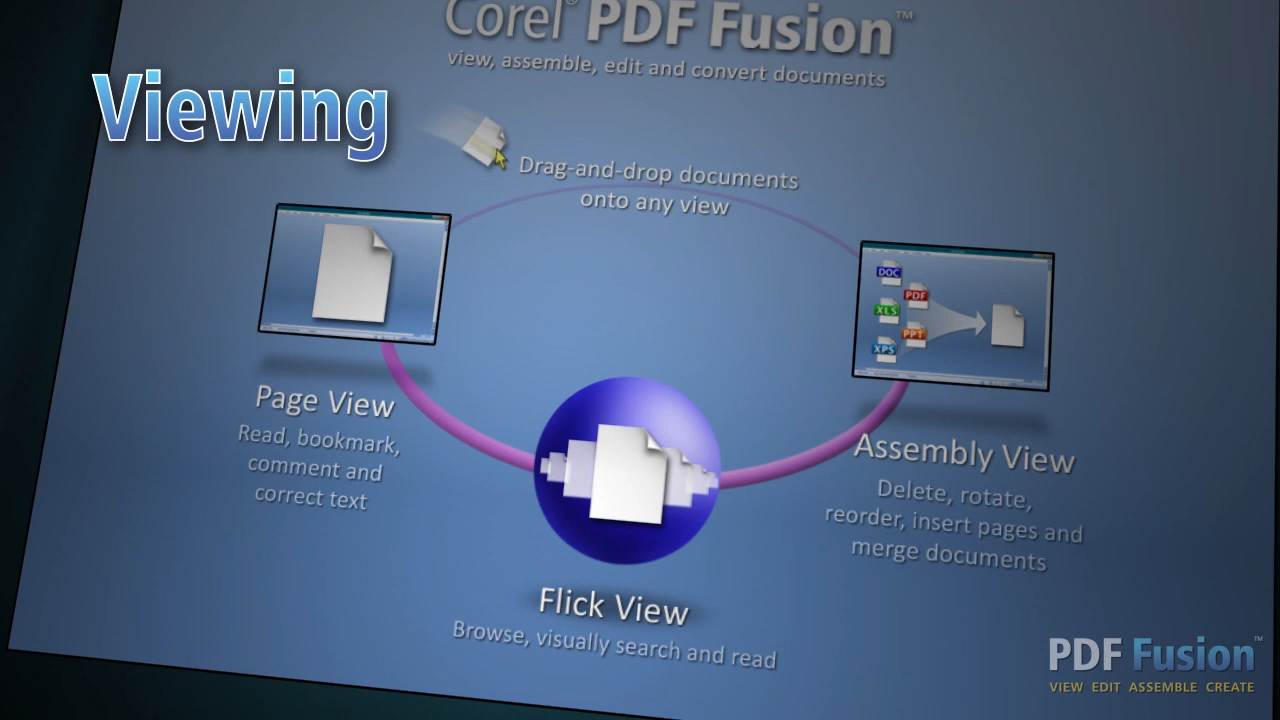 Corel® PDF Fusion™
view, assemble, edit and convert documents
Viewing
Drag-and-drop documents
onto any view
DOC
PDF
XLS
PPT
XPS
Page View
Read, bookmark,
comment and
correct text
Assembly View
Delete, rotate,
reorder, insert pages and
merge documents
Flick View
Browse, visually search and read
PDF Fusion™
VIEW EDIT ASSEMBLE CREATE